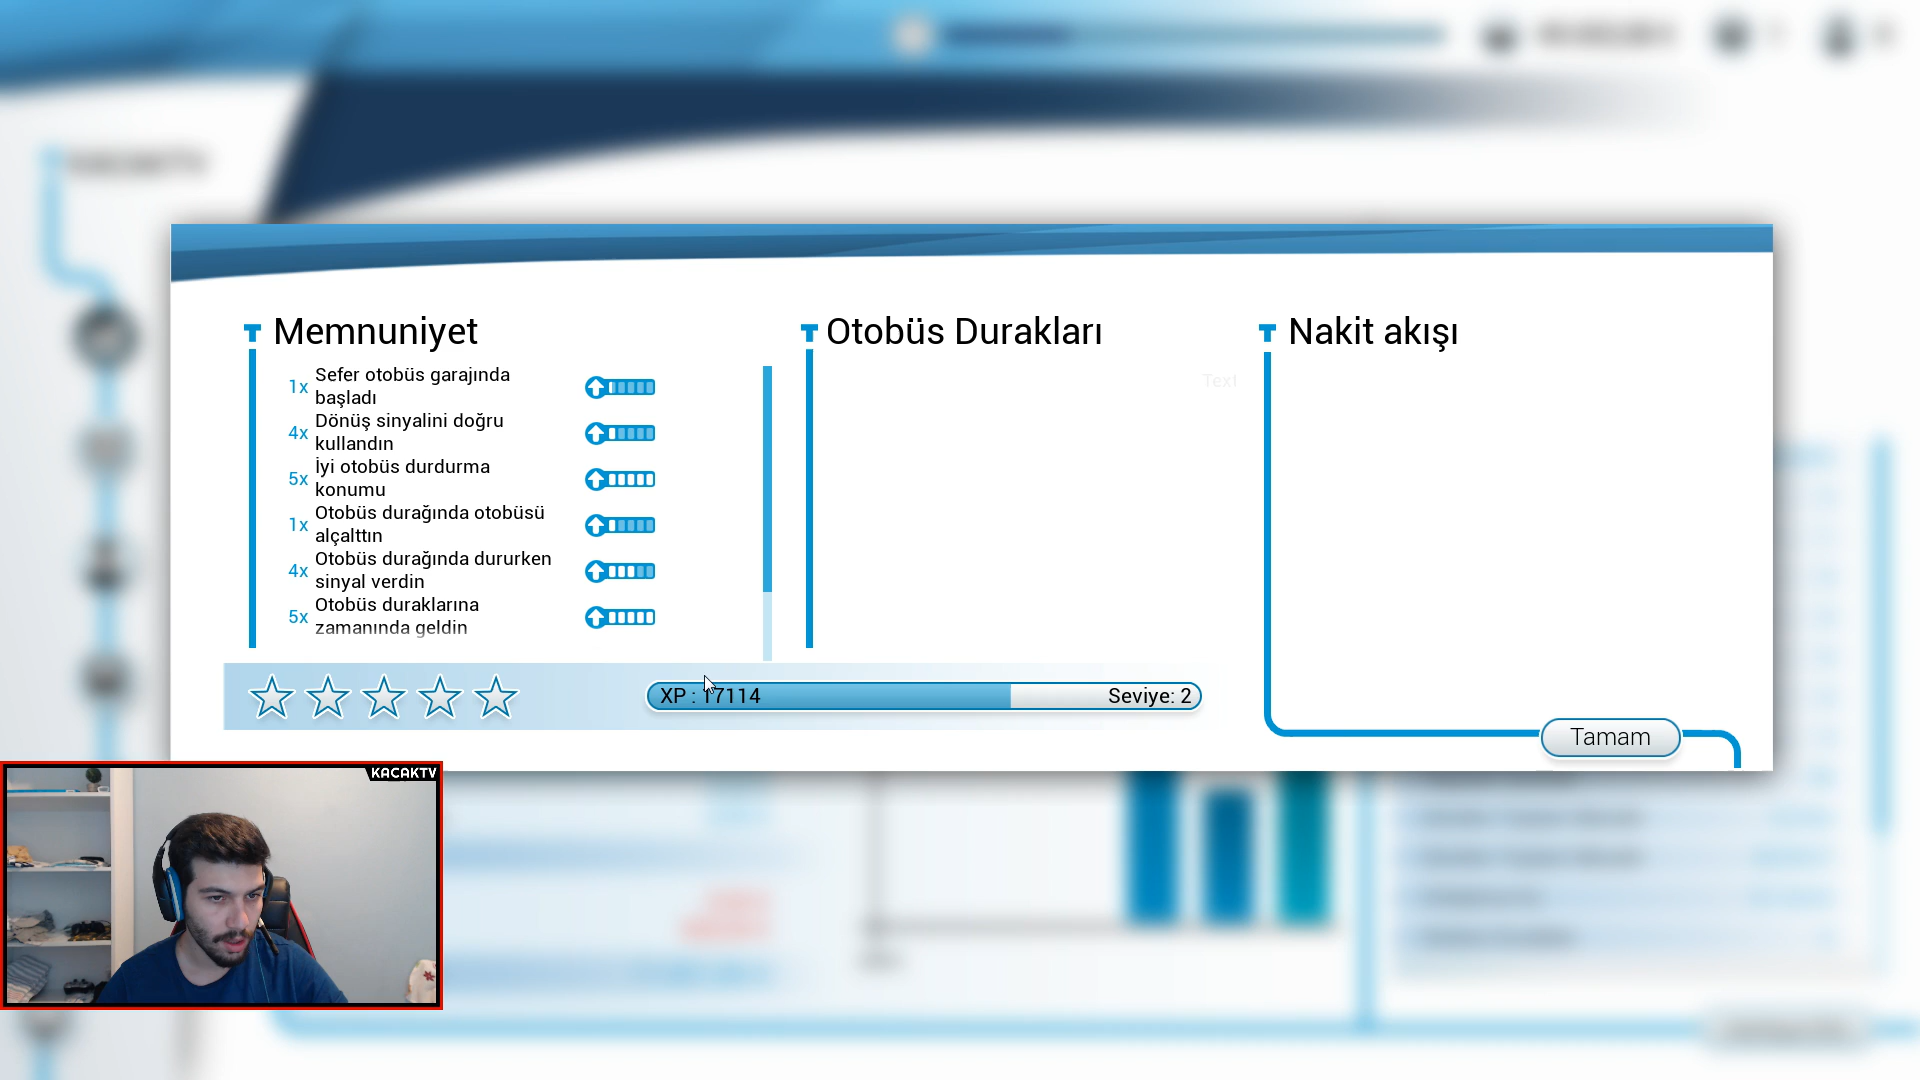 Memnuniyet
1x Sefer otobüs garajında
başladı
4x Dönüş sinyalini doğru
kullandın
5x İyi otobüs durdurma
konumu
1x Otobüs durağında otobüsü
alçalttın
4x Otobüs durağında dururken
sinyal verdin
5x Otobüs duraklarına
zamanında geldin
Otobüs Durakları
Text
Nakit akışı
XP : 17114
Seviye: 2
Tamam
KACAKTV